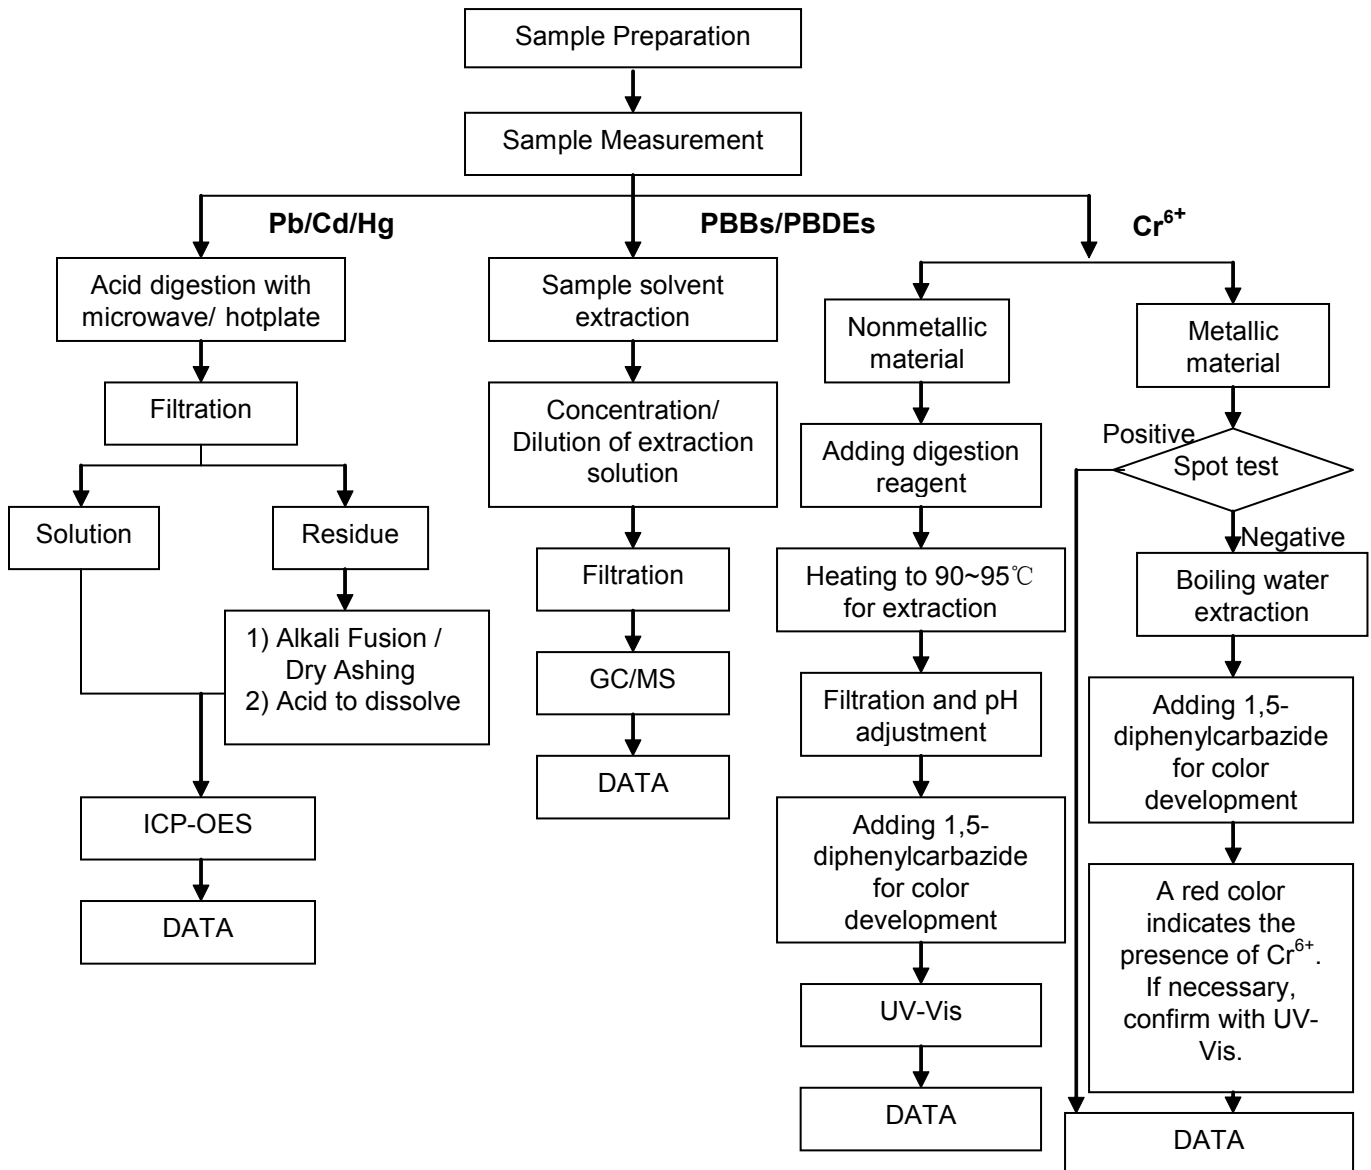 Sample Preparation
Sample Measurement
Pb/Cd/Hg
PBBs/PBDEs
Cr6+
Acid digestion with
microwave/ hotplate
Filtration
Solution
Residue
1) Alkali Fusion /
Dry Ashing
2) Acid to dissolve
ICP-OES
DATA
Sample solvent
extraction
Concentration/
Dilution of extraction
solution
Filtration
GC/MS
DATA
Nonmetallic
material
Adding digestion
reagent
Heating to 90~95℃
for extraction
Filtration and pH
adjustment
Adding 1,5-
diphenylcarbazide
for color
development
UV-Vis
DATA
Metallic
material
Positive
Spot test
Negative
Boiling water
extraction
Adding 1,5-
diphenylcarbazide
for color
development
A red color
indicates the
presence of Cr6+.
If necessary,
confirm with UV-
Vis.
DATA